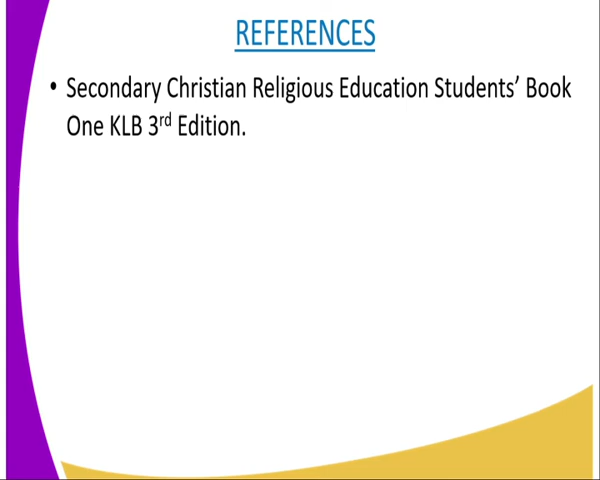 REFERENCES
• Secondary Christian Religious Education Students’ Book
One KLB 3rd Edition.